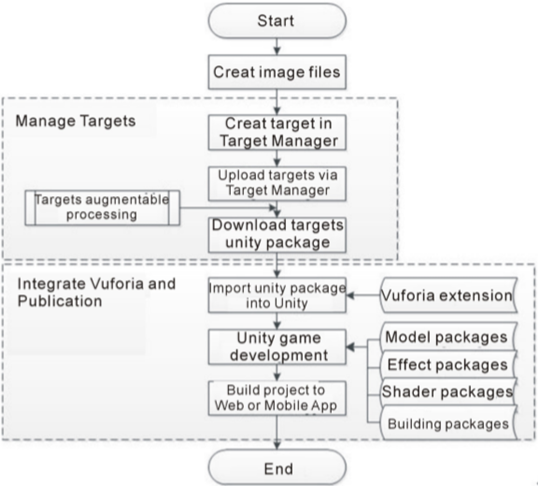 Start
Creat image files
Manage Targets
Creat target in
Target Manager
Upload targets via
Target Manager
Targets augmentable
processing
Download targets
unity package
Integrate Vuforia and
Publication
Import unity package
into Unity
Vuforia extension
Unity game
development
Model packages
Effect packages
Shader packages
Building packages
Build project to
Web or Mobile App
End